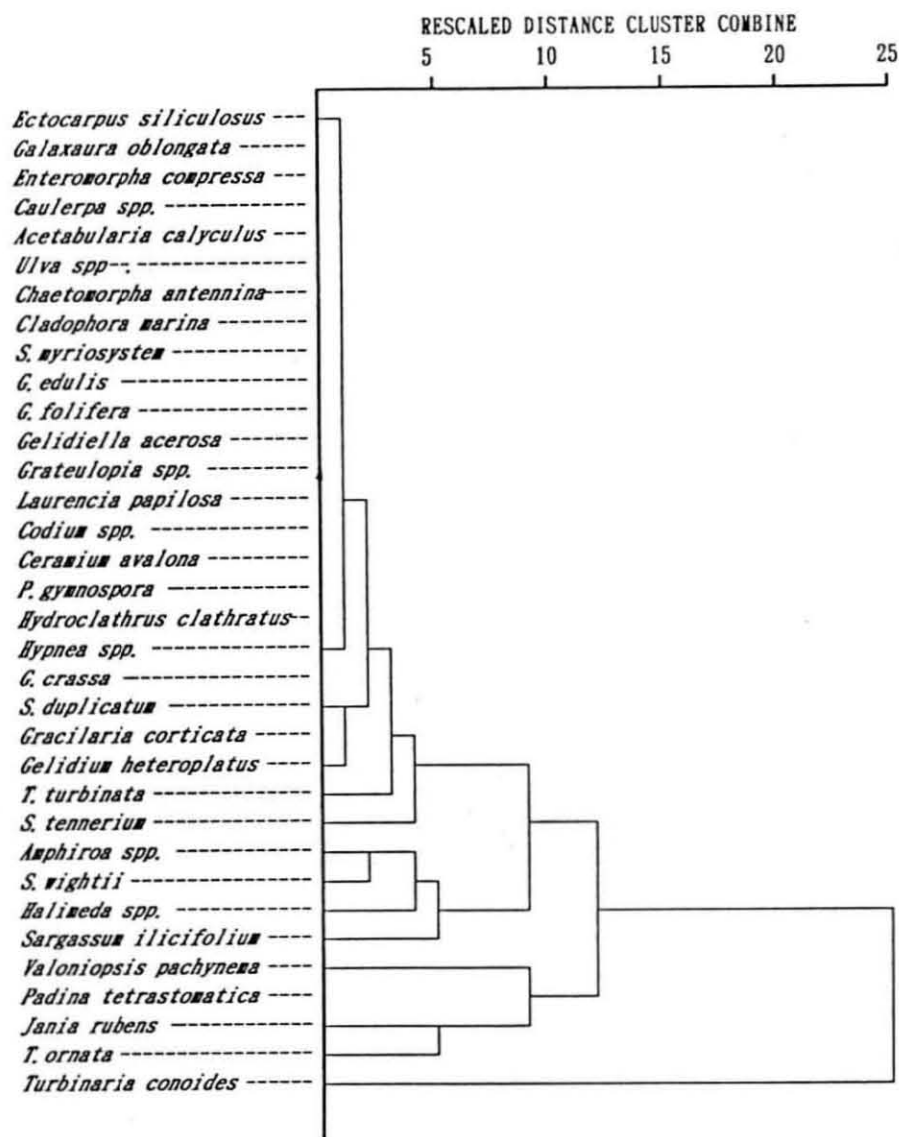 RESCALED DISTANCE CLUSTER COMBINE
5 10 15 20 25
Ectocarpus siliculosus
Galaxaura oblongata
Enteromorpha compressa
Caulerpa spp.
Acetabularia calyculus
Ulva spp.
Chaetomorpha antennina
Cladophora marina
S. myriosystem
G. edulis
G. folifera
Gelidiella acerosa
Grateulopia spp.
Laurencia papilosa
Codium spp.
Ceramium avalona
P. gymnospora
Hydroclathrus clathratus
Hypnea spp.
G. crassa
S. duplicatum
Gracilaria corticata
Gelidium heteroplatus
T. turbinata
S. tennerium
Amphiroa spp.
S. wightii
Halimeda spp.
Sargassum ilicifolium
Valoniopsis pachynema
Padina tetrastomatica
Jania rubens
T. ornata
Turbinaria conoides